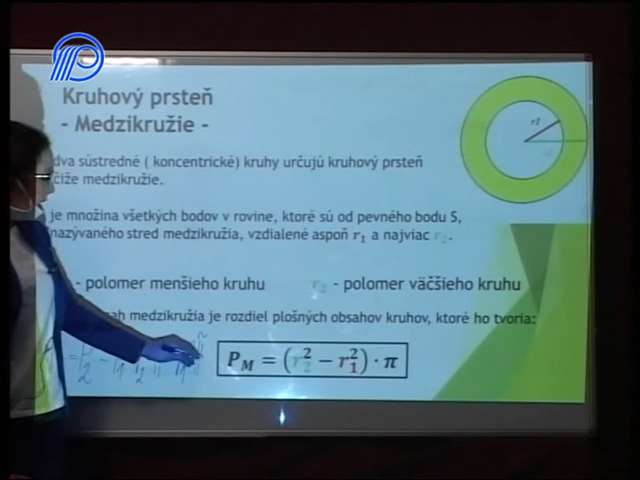 Kruhový prsteň
- Medzikružie -
r1
dva sústredné ( koncentrické) kruhy určujú kruhový prsteň
čiže medzikružie.
je množina všetkých bodov v rovine, ktoré sú od pevného bodu S,
nazývaného stred medzikružia, vzdialené aspoň r₁ a najviac r₂.
- polomer menšieho kruhu
r₂ - polomer väčšieho kruhu
medzikružia je rozdiel plošných obsahov kruhov, ktoré ho tvoria:
P_M = (r₂² − r₁²) · π